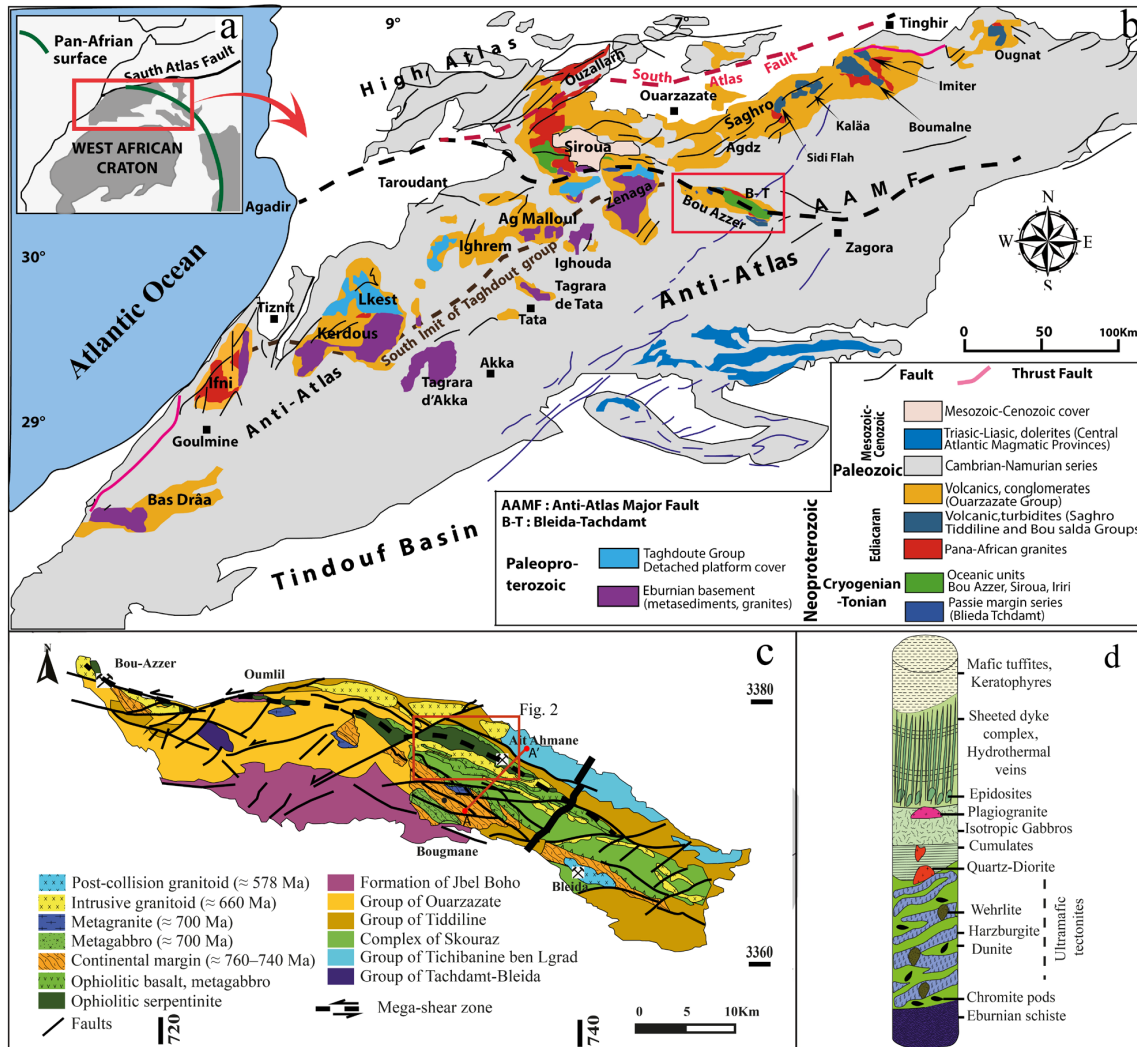 a
Pan-Afrian
surface
South Atlas Fault
WEST AFRICAN
CRATON
b
9°
7°
30°
29°
High Atlas
Ouzallarh
South Atlas Fault
Tinghir
Ougnat
Imiter
Boumalne
Kalaä
Sidi Flah
Saghro
Ouarzazate
Agdz
Siroua
Taroudant
Agadir
Zenaga
B-T
Bou Azzer
A A M F
Zagora
Ag Malloul
Ighrem
Ighouda
Tagrara
de Tata
Tata
South lmit of Taghdout group
Anti-Atlas
Atlantic Ocean
Tiznit
Lkest
Kerdous
Akka
Tagrara
d'Akka
Ifni
Anti-Atlas
Goulmine
Bas Drâa
Tindouf Basin
N
W
E
S
0 50 100Km
AAMF : Anti-Atlas Major Fault
B-T : Bleida-Tachdamt
Paleopro-
terozoic
Taghdoute Group
Detached platform cover
Eburnian basement
(metasediments, granites)
Fault
Thrust Fault
Mesozoic-Cenozoic
Mesozoic-Cenozoic cover
Triasic-Liasic, dolerites (Central
Atlantic Magmatic Provinces)
Paleozoic
Cambrian-Namurian series
Neoproterozoic
Ediacaran
Volcanics, conglomerates
(Ouarzazate Group)
Volcanic,turbidites (Saghro
Tiddiline and Bou salda Groups)
Pana-African granites
Cryogenian
-Tonian
Oceanic units
Bou Azzer, Siroua, Iriri
Passie margin series
(Blieda Tchdamt)
c
N
Bou-Azzer
Oumlil
Fig. 2
Ait Ahmane
A'
A
Bougmane
Bleida
3380
3360
720
740
Post-collision granitoid (≈ 578 Ma)
Intrusive granitoid (≈ 660 Ma)
Metagranite (≈ 700 Ma)
Metagabbro (≈ 700 Ma)
Continental margin (≈ 760–740 Ma)
Ophiolitic basalt, metagabbro
Ophiolitic serpentinite
Faults
Formation of Jbel Boho
Group of Ouarzazate
Group of Tiddiline
Complex of Skouraz
Group of Tichibanine ben Lgrad
Group of Tachdamt-Bleida
Mega-shear zone
0 5 10Km
d
Mafic tuffites,
Keratophyres
Sheeted dyke
complex,
Hydrothermal
veins
Epidosites
Plagiogranite
Isotropic Gabbros
Cumulates
Quartz-Diorite
Wehrlite
Harzburgite
Dunite
Ultramafic
tectonites
Chromite pods
Eburnian schiste